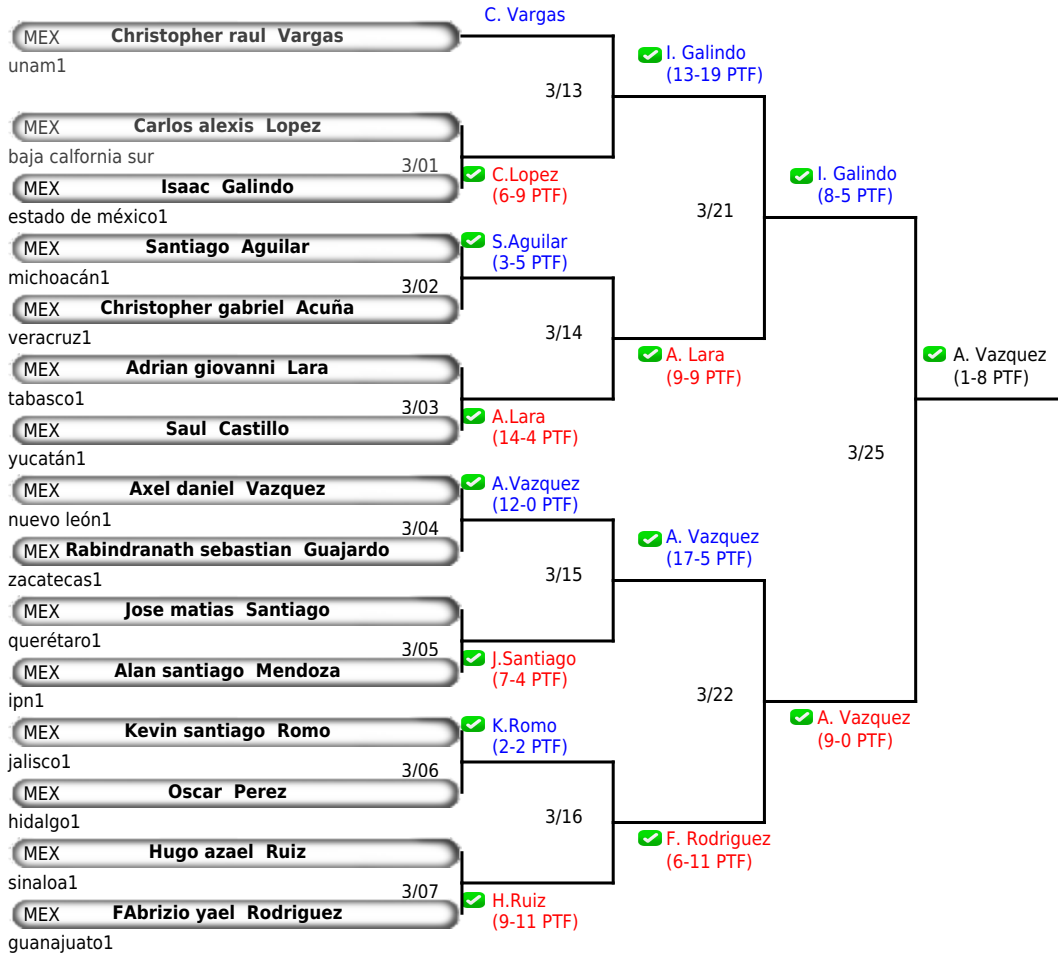 C. Vargas
MEX Christopher raul Vargas
unam1
I. Galindo
(13-19 PTF)
3/13
MEX Carlos alexis Lopez
baja calfornia sur
3/01
C.Lopez
(6-9 PTF)
MEX Isaac Galindo
estado de méxico1
I. Galindo
(8-5 PTF)
3/21
MEX Santiago Aguilar
michoacán1
S.Aguilar
(3-5 PTF)
3/02
MEX Christopher gabriel Acuña
veracruz1
3/14
MEX Adrian giovanni Lara
tabasco1
A. Lara
(9-9 PTF)
A. Vazquez
(1-8 PTF)
3/03
A.Lara
(14-4 PTF)
MEX Saul Castillo
yucatán1
3/25
MEX Axel daniel Vazquez
nuevo león1
A.Vazquez
(12-0 PTF)
3/04
MEX Rabindranath sebastian Guajardo
zacatecas1
A. Vazquez
(17-5 PTF)
3/15
MEX Jose matias Santiago
querétaro1
3/05
J.Santiago
(7-4 PTF)
MEX Alan santiago Mendoza
ipn1
3/22
MEX Kevin santiago Romo
jalisco1
K.Romo
(2-2 PTF)
A. Vazquez
(9-0 PTF)
3/06
MEX Oscar Perez
hidalgo1
3/16
MEX Hugo azael Ruiz
sinaloa1
F. Rodriguez
(6-11 PTF)
3/07
H.Ruiz
(9-11 PTF)
MEX FAbrizio yael Rodriguez
guanajuato1